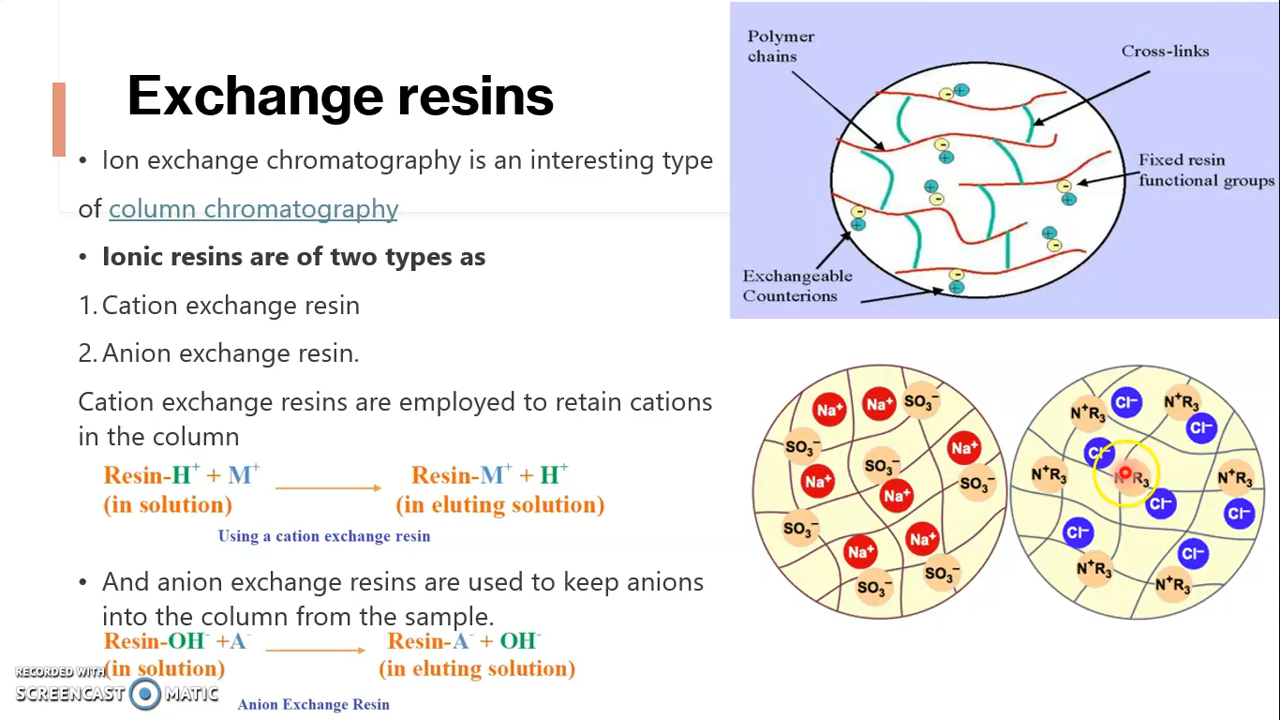 Exchange resins
• Ion exchange chromatography is an interesting type
of column chromatography
• Ionic resins are of two types as
1. Cation exchange resin
2. Anion exchange resin.
Cation exchange resins are employed to retain cations
in the column
Resin-H⁺ + M⁺ Resin-M⁺ + H⁺
(in solution) (in eluting solution)
Using a cation exchange resin
• And anion exchange resins are used to keep anions
into the column from the sample.
Resin-OH⁻ +A⁻ Resin-A⁻ + OH⁻
(in solution) (in eluting solution)
Anion Exchange Resin
RECORDED WITH
SCREENCAST MATIC
Polymer
chains
Cross-links
Fixed resin
functional groups
Exchangeable
Counterions
Na⁺ Na⁺ SO₃⁻
SO₃⁻ Na⁺
SO₃⁻
Na⁺ SO₃⁻
Na⁺
SO₃⁻ Na⁺
Na⁺
SO₃⁻ SO₃⁻
N⁺R₃ Cl⁻ N⁺R₃
Cl⁻
Cl⁻
N⁺R₃ N⁺R₃ N⁺R₃
Cl⁻ Cl⁻
Cl⁻
Cl⁻
N⁺R₃ N⁺R₃